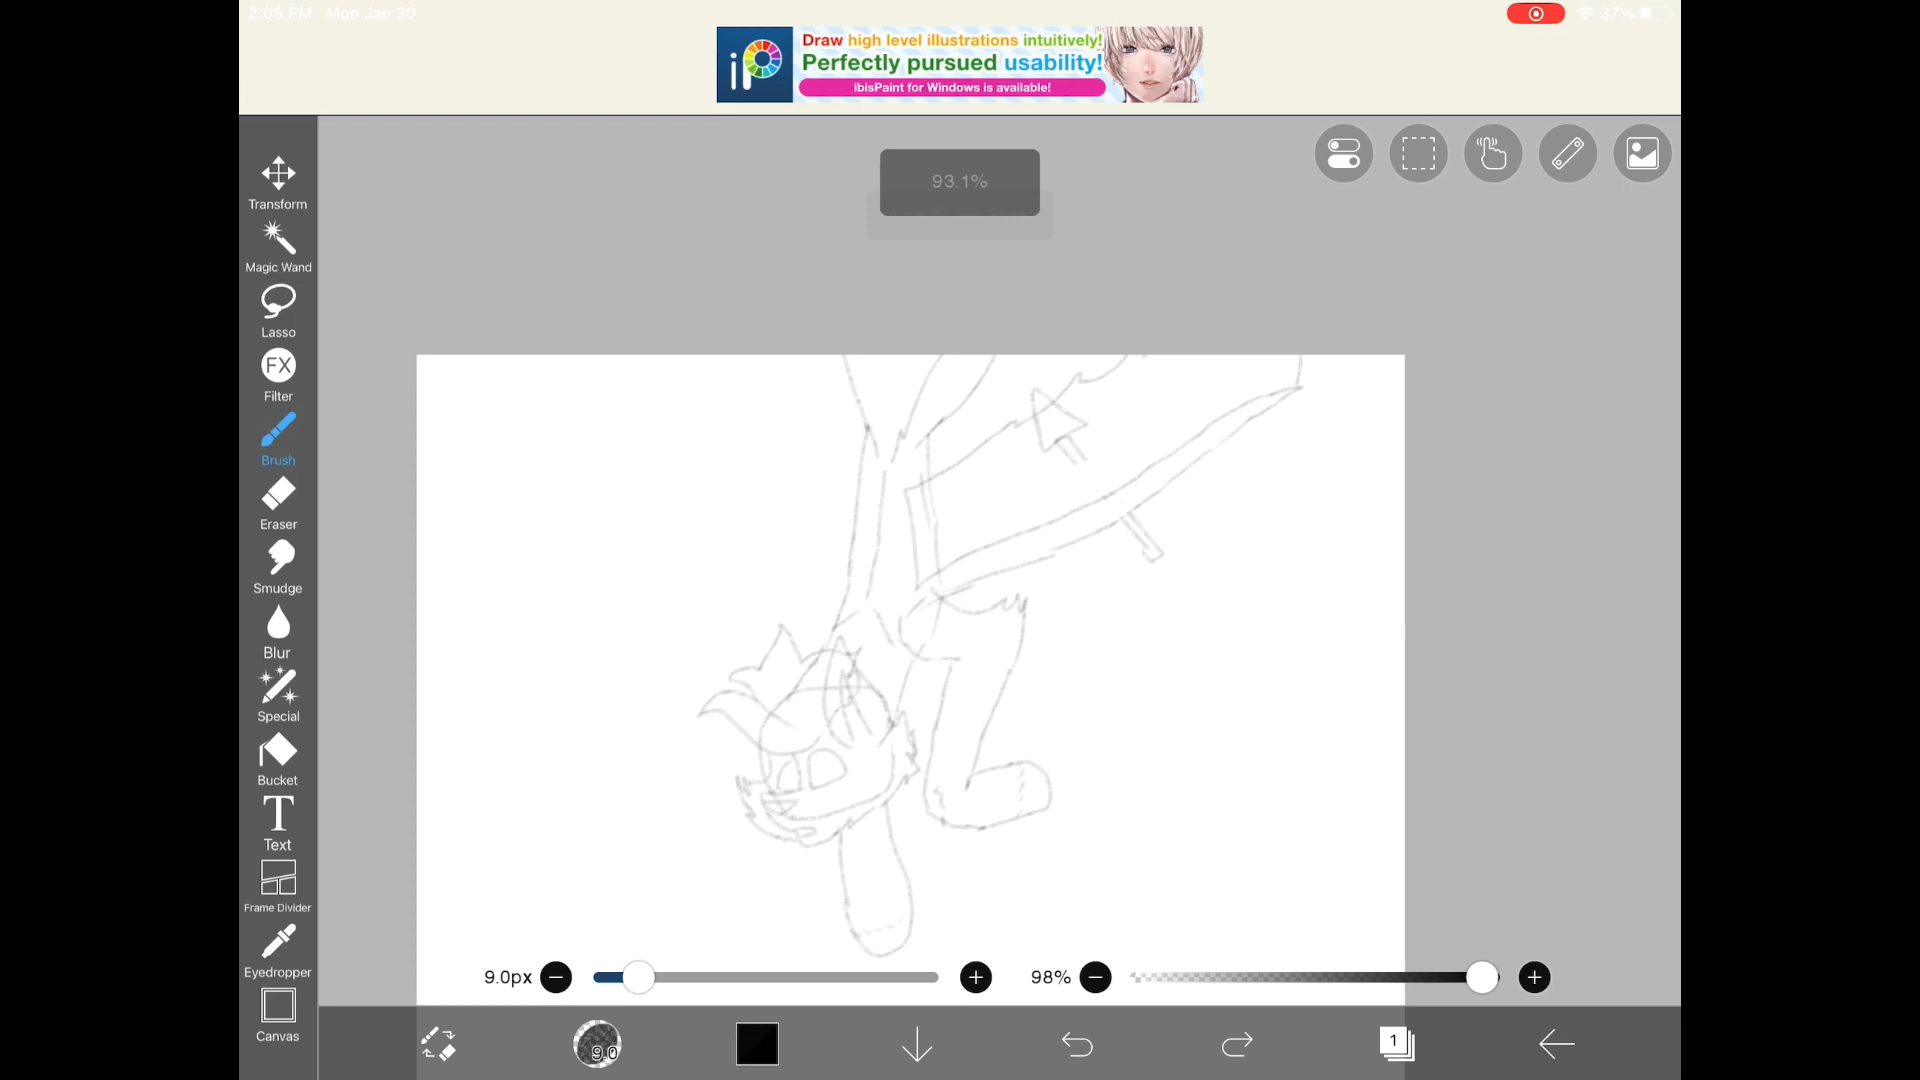 2:05 PM Mon Jan 30
37%
iP
Draw high level illustrations intuitively!
Perfectly pursued usability!
ibisPaint for Windows is available!
93.1%
Transform
Magic Wand
Lasso
FX
Filter
Brush
Eraser
Smudge
Blur
Special
Bucket
T
Text
Frame Divider
Eyedropper
Canvas
9.0px
98%
9.0
1